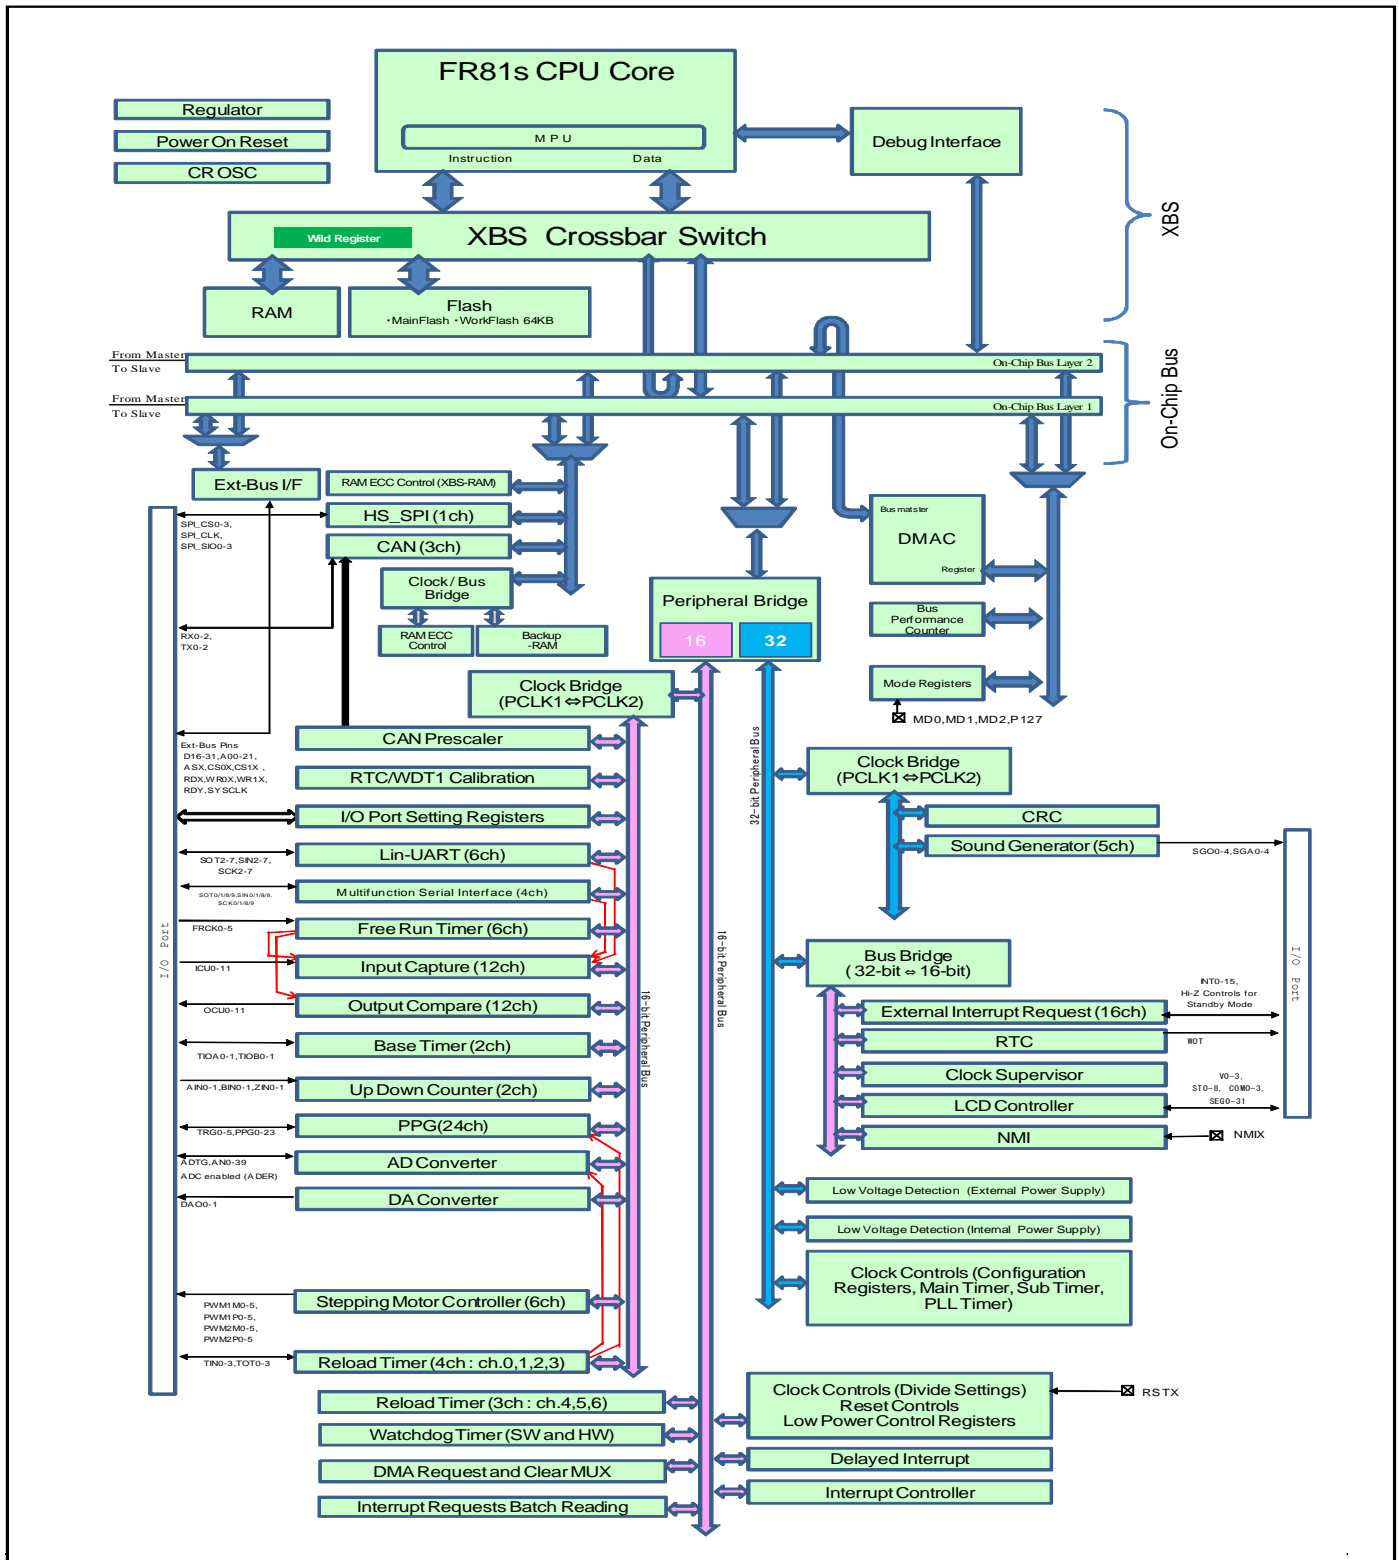 FR81s CPU Core
MPU
Instruction
Data
Regulator
Power On Reset
CR OSC
Debug Interface
XBS
Wild Register
XBS Crossbar Switch
RAM
Flash
・MainFlash ・WorkFlash 64KB
From Master
To Slave
On-Chip Bus Layer 2
From Master
To Slave
On-Chip Bus Layer 1
On-Chip Bus
Ext-Bus I/F
RAM ECC Control (XBS-RAM)
HS_SPI (1ch)
CAN (3ch)
Clock / Bus
Bridge
RAM ECC
Control
Backup
-RAM
SPI_CS0-3,
SPI_CLK,
SPI_SIO0-3
RX0-2,
TX0-2
Peripheral Bridge
16
32
Bus matster
DMAC
Register
Bus
Performance
Counter
Mode Registers
MD0,MD1,MD2,P127
Clock Bridge
(PCLK1⇔PCLK2)
Ext-Bus Pins
D16-31,A00-21,
ASX,CS0X,CS1X ,
RDX,WR0X,WR1X,
RDY,SYSCLK
CAN Prescaler
RTC/WDT1 Calibration
I/O Port Setting Registers
Lin-UART (6ch)
SOT2-7,SIN2-7,
SCK2-7
Multifunction Serial Interface (4ch)
SOT0/1/8/9,SIN0/1/8/9,
SCK0/1/8/9
Free Run Timer (6ch)
FRCK0-5
I/O Port
Input Capture (12ch)
ICU0-11
Output Compare (12ch)
OCU0-11
Base Timer (2ch)
TIOA0-1,TIOB0-1
Up Down Counter (2ch)
AIN0-1,BIN0-1,ZIN0-1
PPG(24ch)
TRG0-5,PPG0-23
AD Converter
ADTG,AN0-39
ADC enabled (ADER)
DA Converter
DAO0-1
Stepping Motor Controller (6ch)
PWM1M0-5,
PWM1P0-5,
PWM2M0-5,
PWM2P0-5
Reload Timer (4ch : ch.0,1,2,3)
TIN0-3,TOT0-3
16-bit Peripheral Bus
16-bit Peripheral Bus
32-bit Peripheral Bus
Clock Bridge
(PCLK1⇔PCLK2)
CRC
Sound Generator (5ch)
SGO0-4,SGA0-4
Bus Bridge
(32-bit ⇔ 16-bit)
External Interrupt Request (16ch)
INT0-15,
Hi-Z Controls for
Standby Mode
I/O Port
RTC
WOT
Clock Supervisor
LCD Controller
V0-3,
ST0-8, COM0-3,
SEG0-31
NMI
NMIX
Low Voltage Detection (External Power Supply)
Low Voltage Detection (Internal Power Supply)
Clock Controls (Configuration
Registers, Main Timer, Sub Timer,
PLL Timer)
Reload Timer (3ch : ch.4,5,6)
Watchdog Timer (SW and HW)
DMA Request and Clear MUX
Interrupt Requests Batch Reading
Clock Controls (Divide Settings)
Reset Controls
Low Power Control Registers
RSTX
Delayed Interrupt
Interrupt Controller